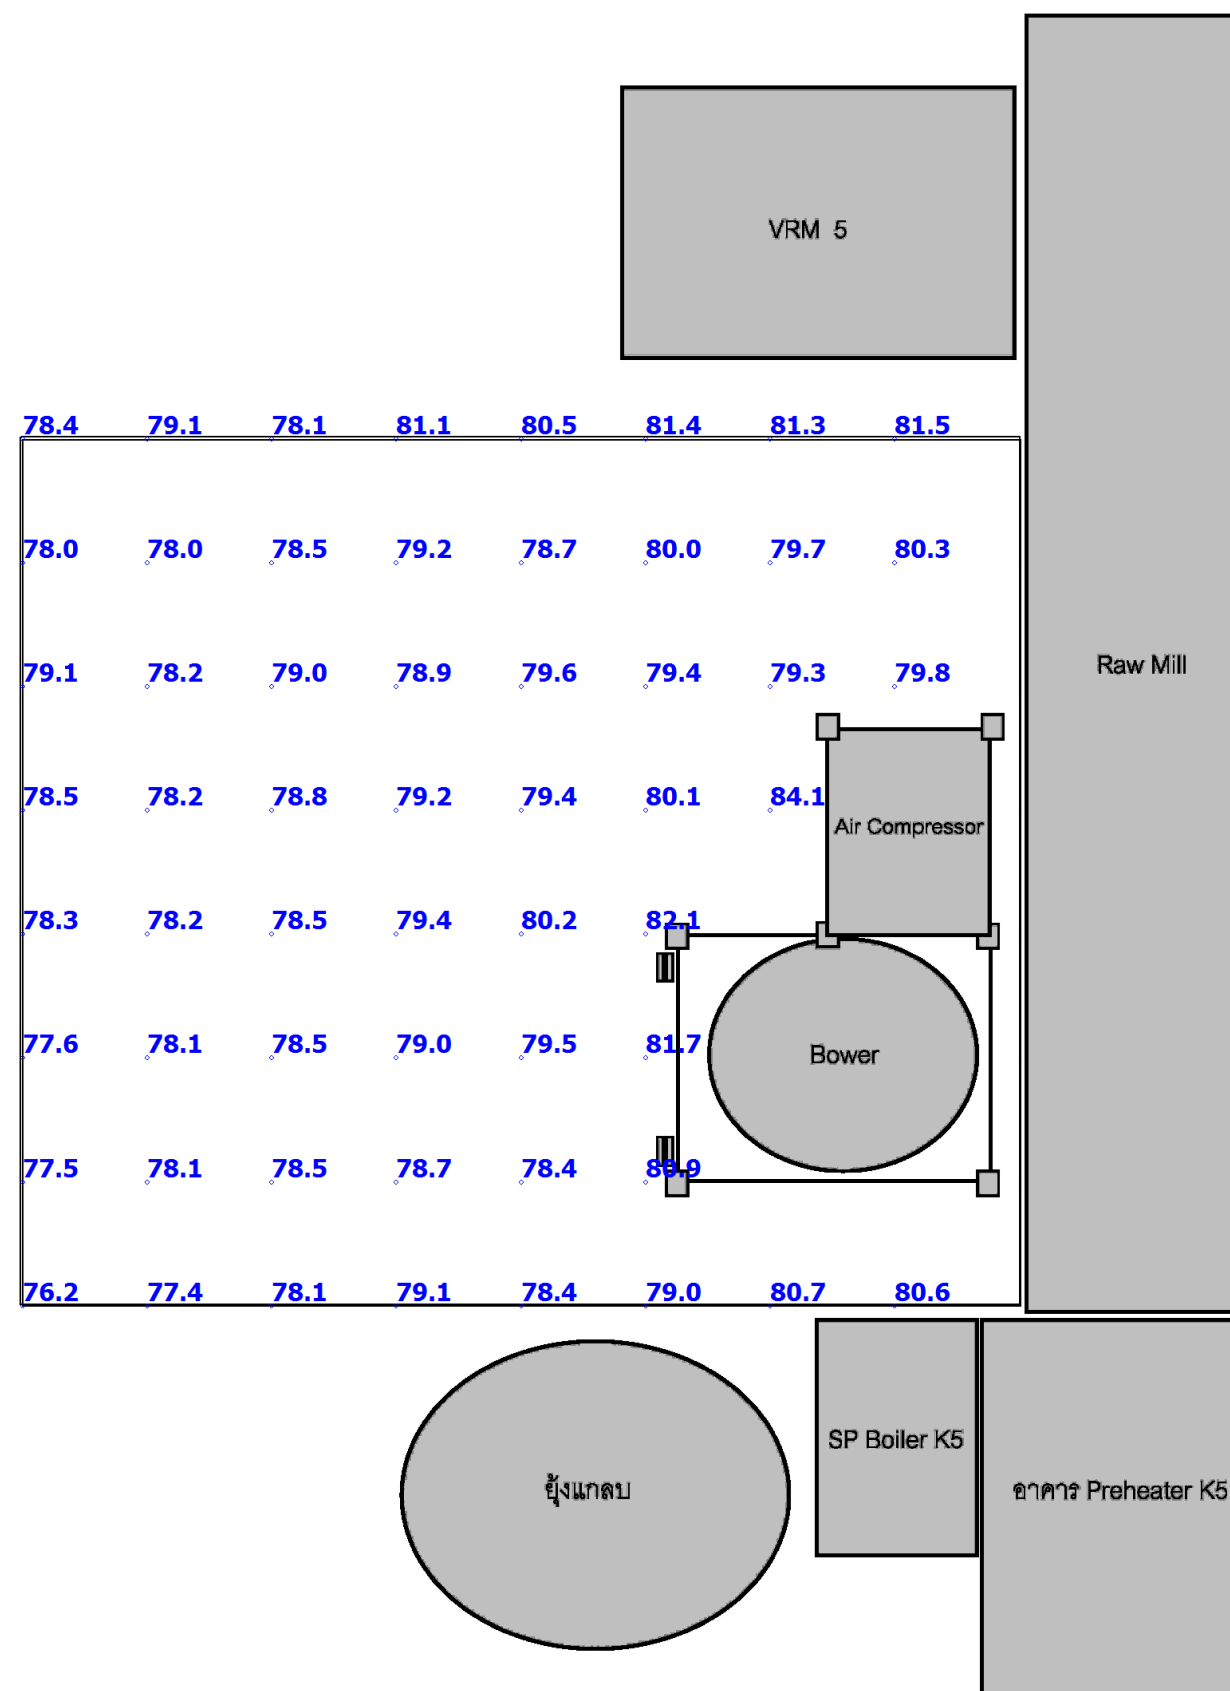 VRM 5
78.4 79.1 78.1 81.1 80.5 81.4 81.3 81.5
78.0 78.0 78.5 79.2 78.7 80.0 79.7 80.3
79.1 78.2 79.0 78.9 79.6 79.4 79.3 79.8
Raw Mill
78.5 78.2 78.8 79.2 79.4 80.1 84.1
Air Compressor
78.3 78.2 78.5 79.4 80.2 82.1
77.6 78.1 78.5 79.0 79.5 81.7
Bower
77.5 78.1 78.5 78.7 78.4 80.9
76.2 77.4 78.1 79.1 78.4 79.0 80.7 80.6
SP Boiler K5
ยุ้งแกลบ
อาคาร Preheater K5